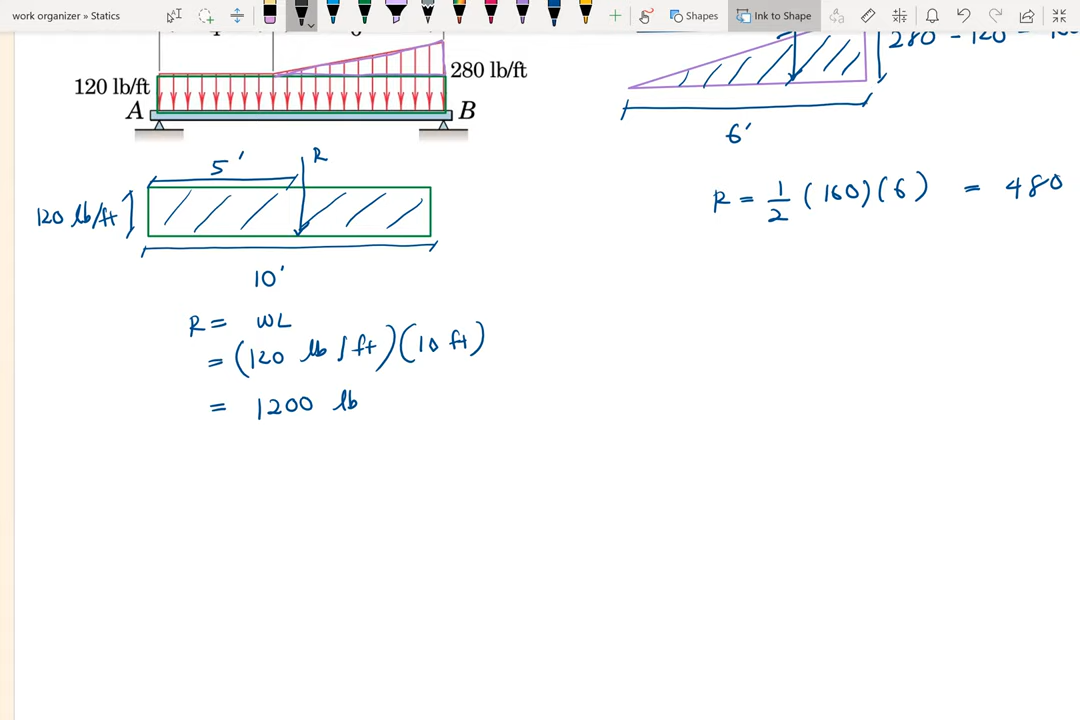 work organizer » Statics
Shapes
Ink to Shape
120 lb/ft
280 lb/ft
A
B
280 - 120 =
6'
5'
R
120 lb/ft
10'
R = 1/2 (160)(6) = 480
R = WL
= (120 lb/ft)(10 ft)
= 1200 lb